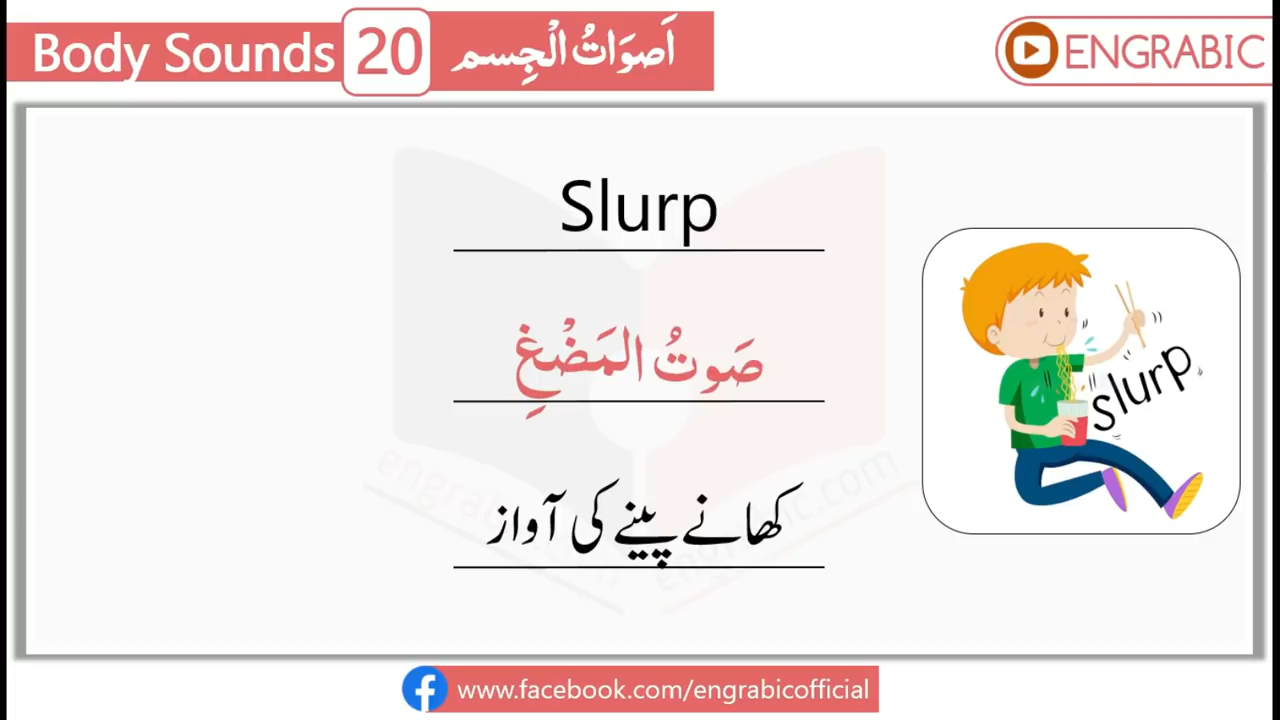 Body Sounds 20 اَصوَاتُ الْجِسم
ENGRABIC
Slurp
صَوتُ المَضْغِ
کھانے پینے کی آواز
slurp
www.facebook.com/engrabicofficial